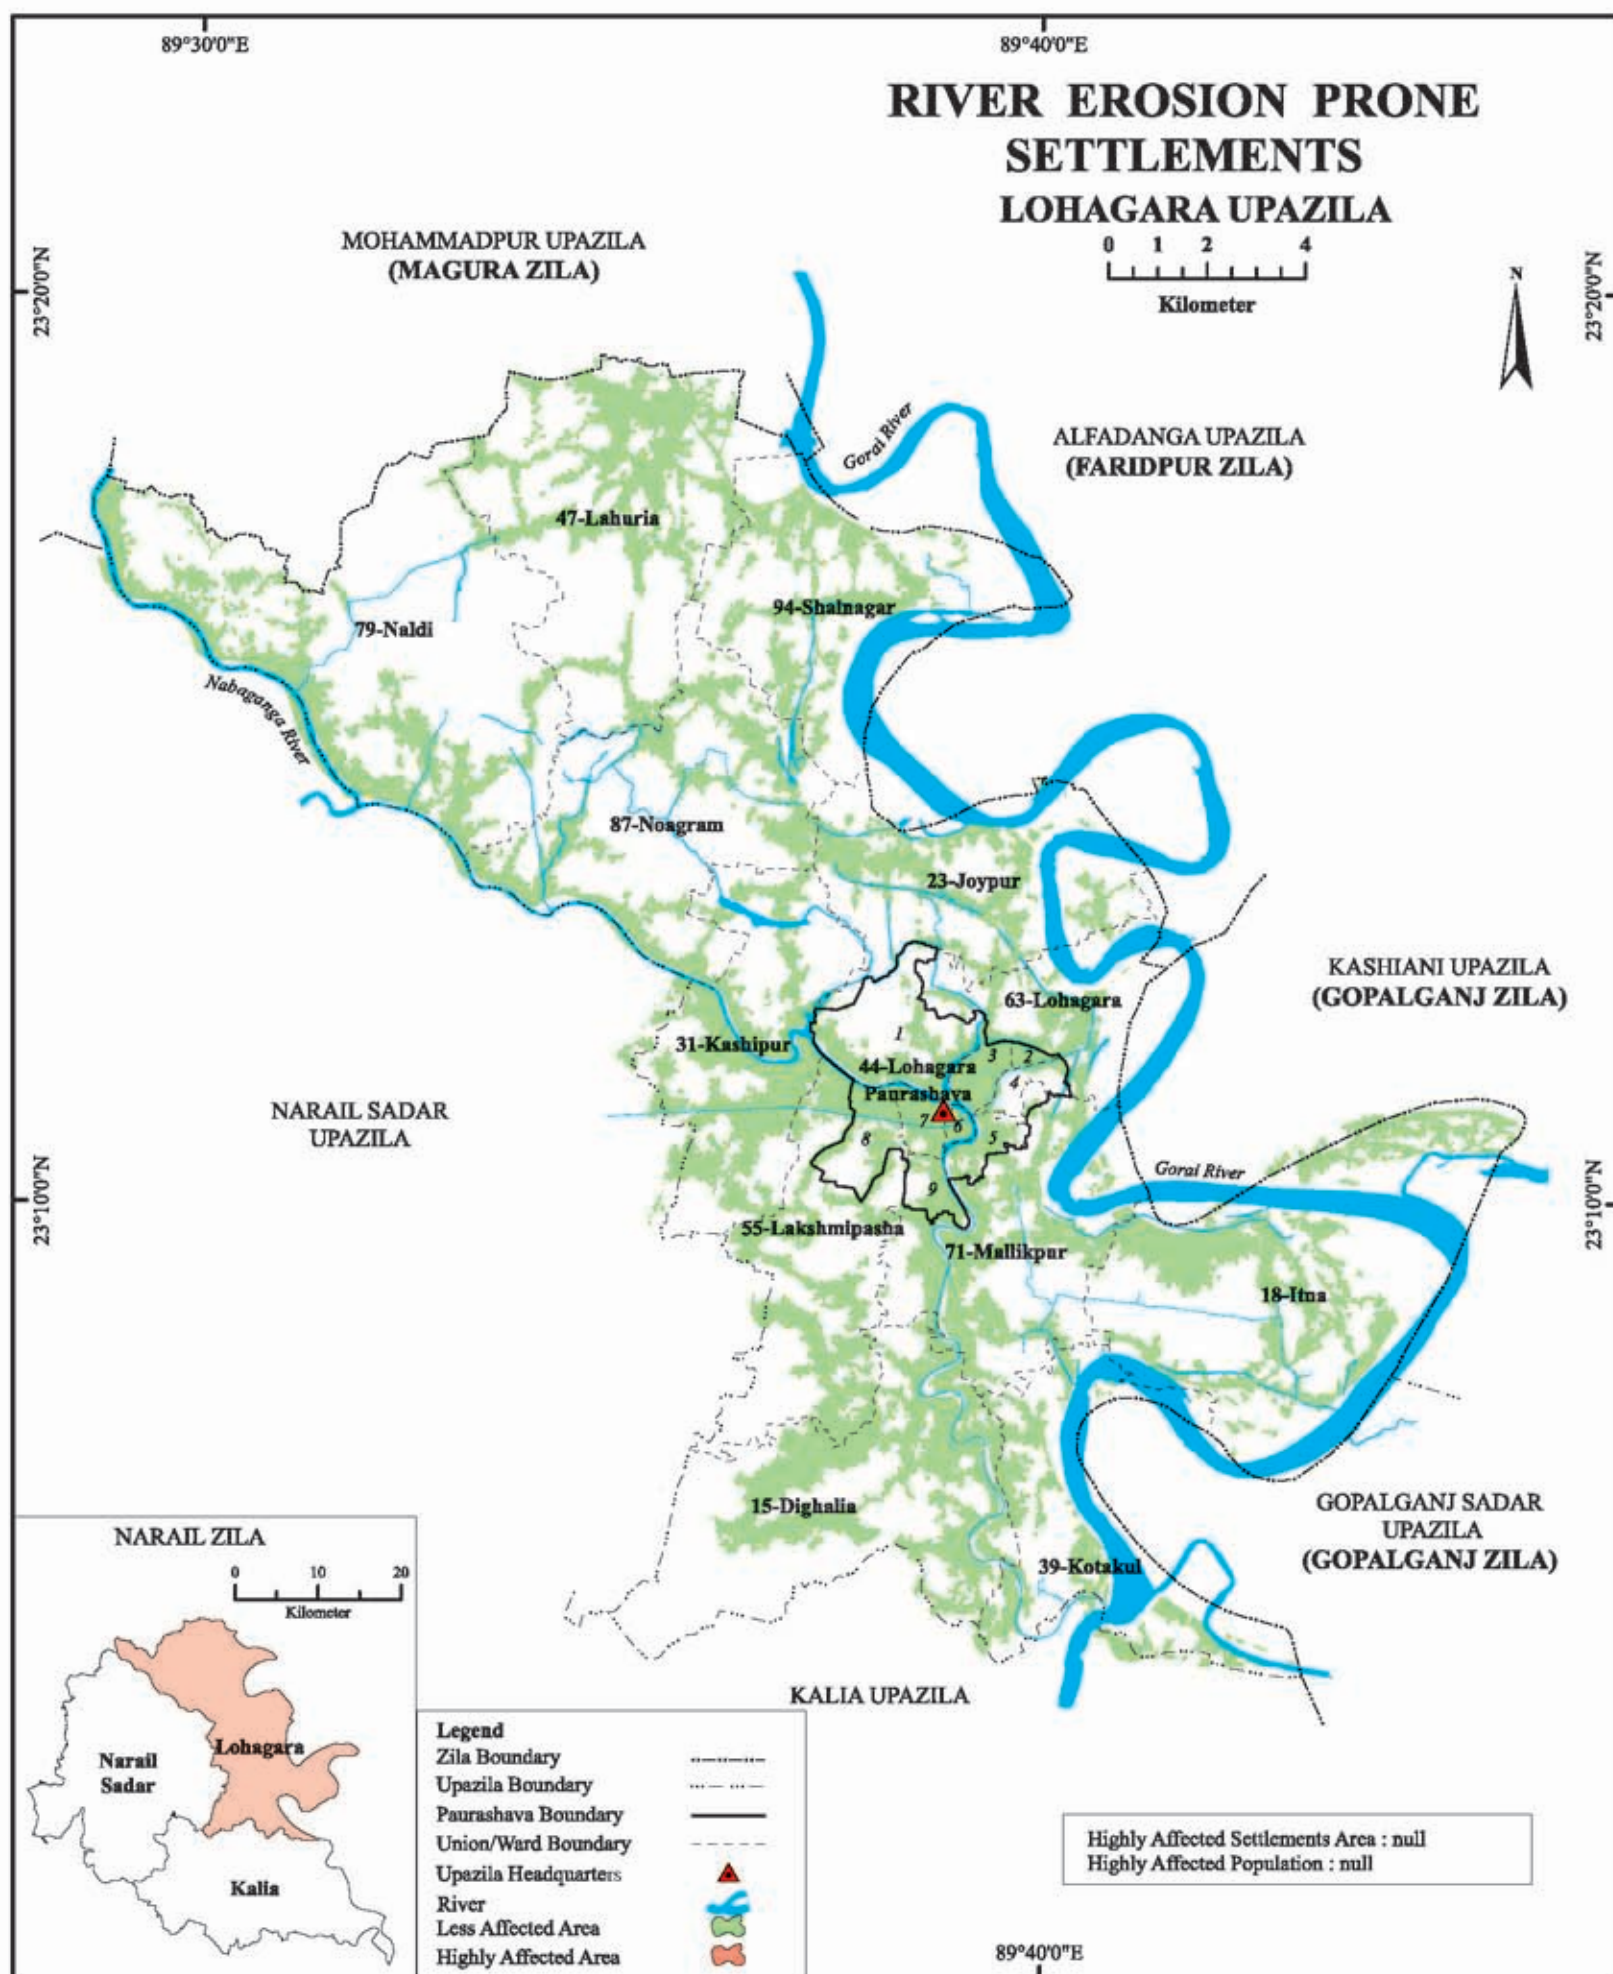 89°30'0"E
89°40'0"E
RIVER EROSION PRONE
SETTLEMENTS
LOHAGARA UPAZILA
0 1 2 4
Kilometer
N
23°20'0"N
23°20'0"N
MOHAMMADPUR UPAZILA
(MAGURA ZILA)
Gorai River
ALFADANGA UPAZILA
(FARIDPUR ZILA)
47-Lahuria
94-Shalnagar
79-Naldi
Nabaganga River
87-Noagram
23-Joypur
KASHIANI UPAZILA
(GOPALGANJ ZILA)
63-Lohagara
1
31-Kashipur
3
2
44-Lohagara
4
Paurashava
NARAIL SADAR
UPAZILA
7
6
8
5
Gorai River
23°10'0"N
23°10'0"N
9
55-Lakshmipasha
71-Mallikpur
18-Itna
15-Dighalia
GOPALGANJ SADAR
UPAZILA
(GOPALGANJ ZILA)
39-Kotakul
KALIA UPAZILA
NARAIL ZILA
0 10 20
Kilometer
Lohagara
Narail
Sadar
Kalia
Legend
Zila Boundary
Upazila Boundary
Paurashava Boundary
Union/Ward Boundary
Upazila Headquarters
River
Less Affected Area
Highly Affected Area
Highly Affected Settlements Area : null
Highly Affected Population : null
89°40'0"E